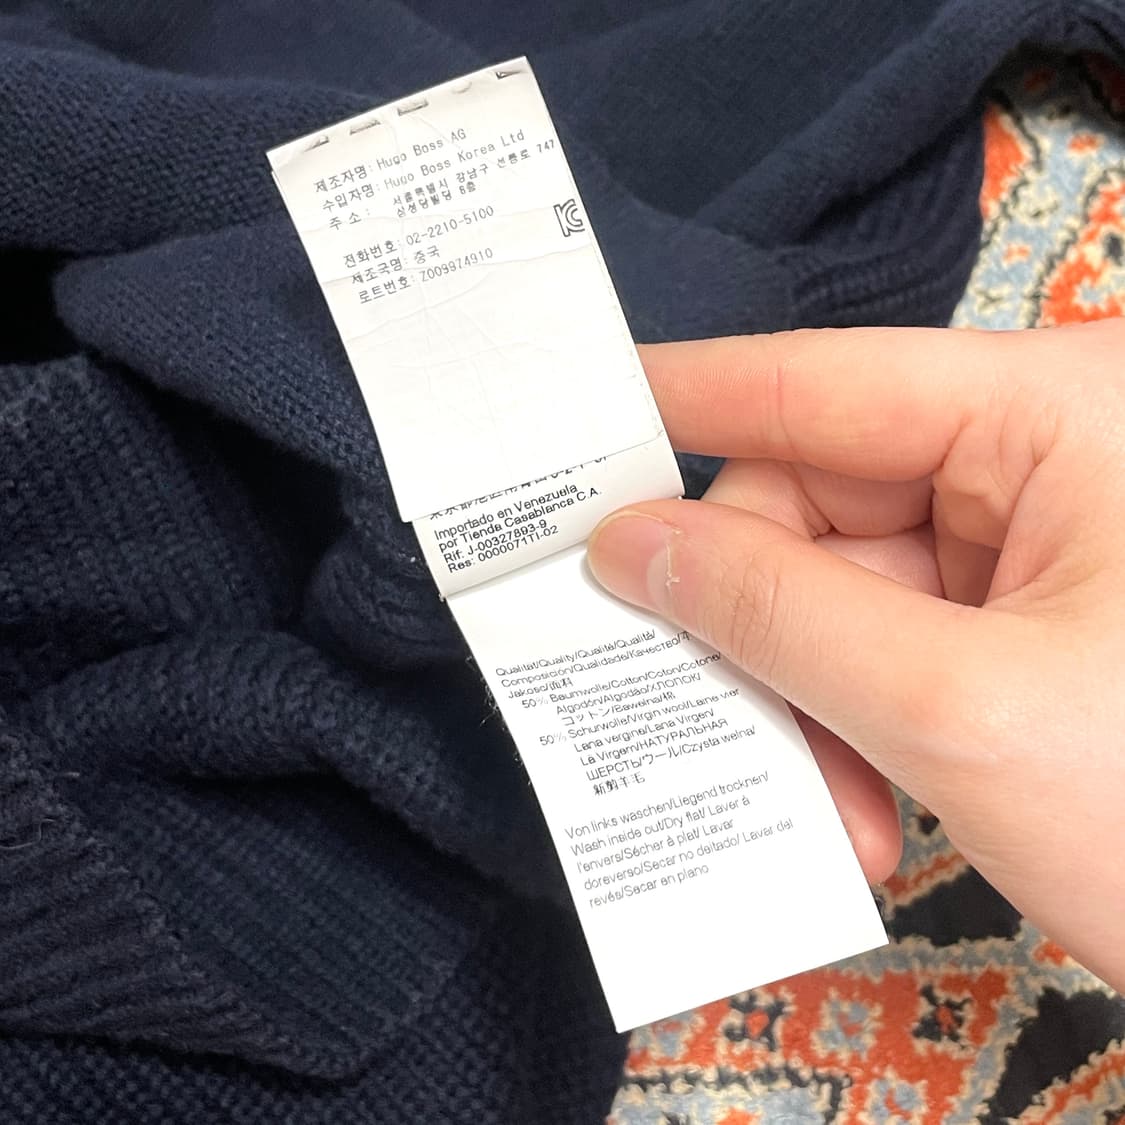 제조자명: Hugo Boss AG
수입자명: Hugo Boss Korea Ltd
주 소: 서울특별시 강남구 선릉로 747
삼성당빌딩 6층
전화번호: 02-2210-5100
제조국명: 중국
로트번호: Z009974910
Importado en Venezuela
por Tienda Casablanca C.A.
Rif: J-00327893-9
Res: 0000071TI-02
Qualität/Quality/Qualité/Qualità/
Composición/Qualidade/Качество/
Jakość/面料
50% Baumwolle/Cotton/Coton/Cotone/
Algodón/Algodão/ХЛОПОК/
コットン/Bawełna/棉
50% Schurwolle/Virgin wool/Laine vier
Lana vergine/Lana Virgen/
La Virgem/НАТУРАЛЬНАЯ
ШЕРСТЬ/ウール/Czysta wełna/
新剪羊毛
Von links waschen/Liegend trocknen/
Wash inside out/Dry flat/ Laver à
l'envers/Sécher à plat/ Lavar
doreverso/Secar no deitado/ Lavar del
revés/Secar en plano